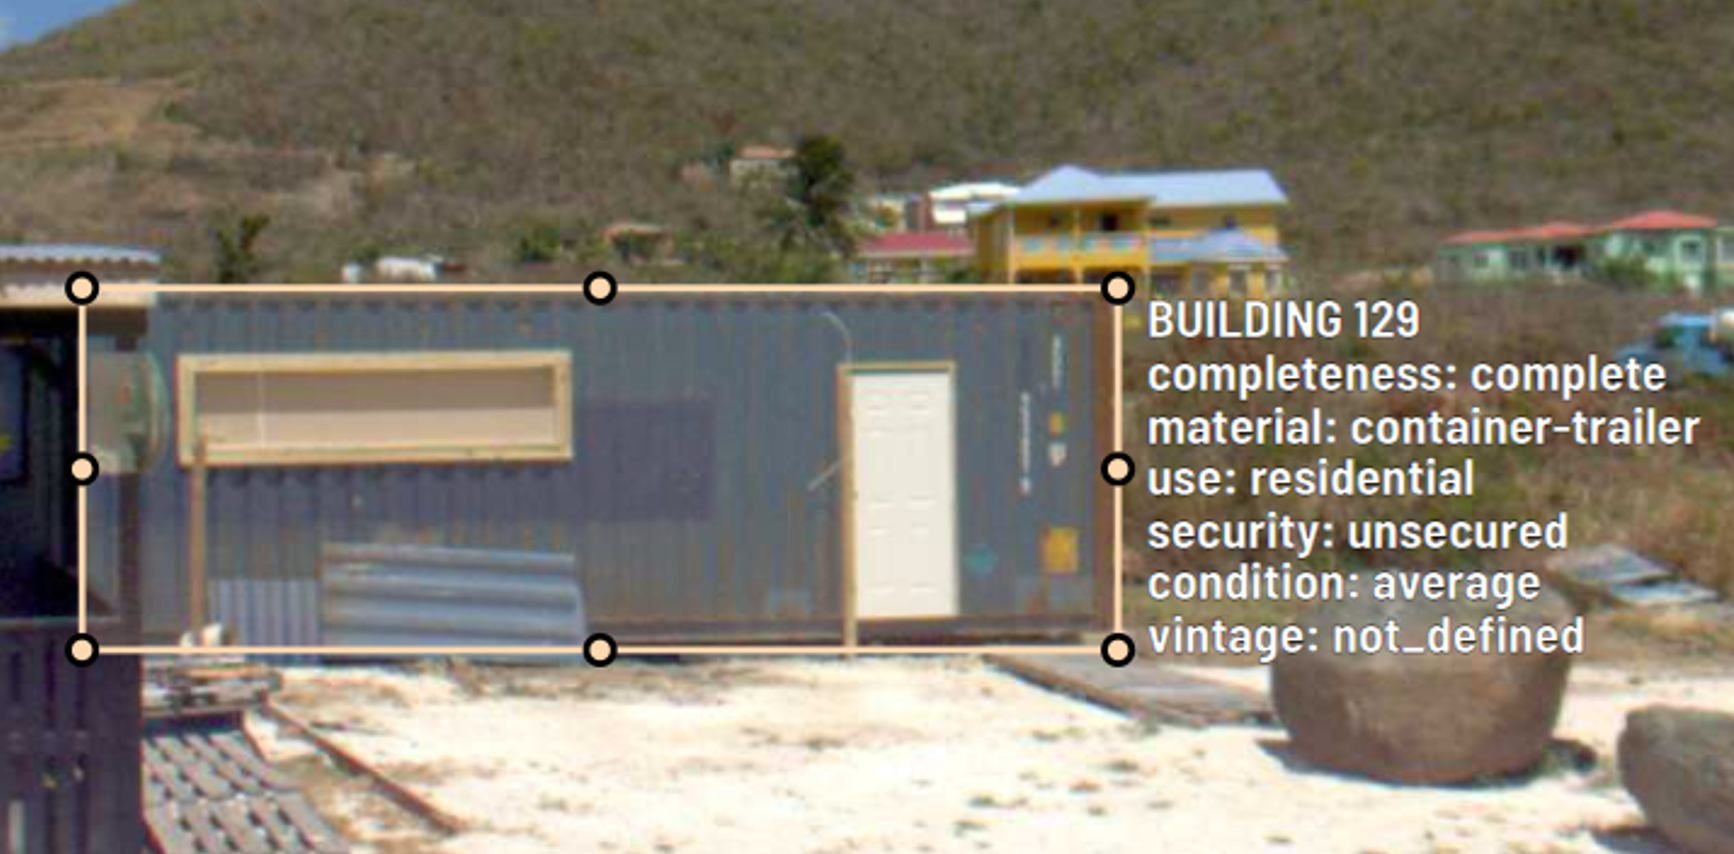 BUILDING 129
completeness: complete
material: container-trailer
use: residential
security: unsecured
condition: average
vintage: not_defined